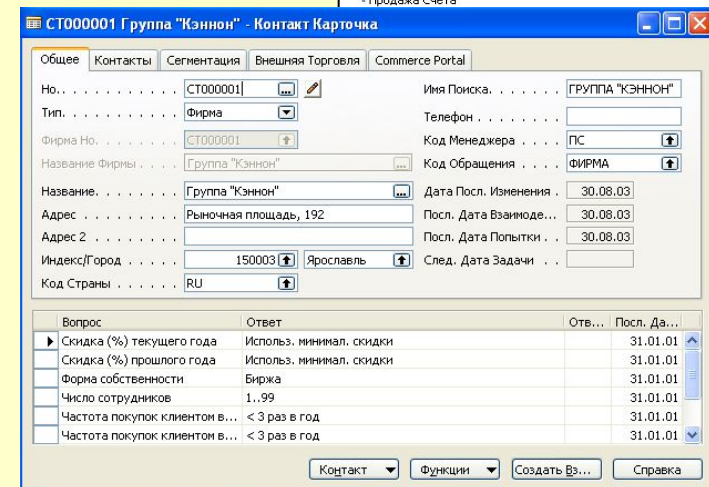 - Продажа Счета
СТ000001 Группа "Кэннон" - Контакт Карточка
Общее Контакты Сегментация Внешняя Торговля Commerce Portal
Но.. . . . . . . . . . . . СТ000001 ... Имя Поиска. . . . . . . ГРУППА "КЭННОН"
Тип. . . . . . . . . . . . Фирма Телефон . . . . . . . .
Фирма Но. . . . . . . . . СТ000001 Код Менеджера . . . . ПС
Название Фирмы . . . . Группа "Кэннон" ... Код Обращения . . . . ФИРМА
Название. . . . . . . . . Группа "Кэннон" ... Дата Посл. Изменения . 30.08.03
Адрес . . . . . . . . . . Рыночная площадь, 192 Посл. Дата Взаимоде... 30.08.03
Адрес 2 . . . . . . . . . Посл. Дата Попытки . . 30.08.03
Индекс/Город . . . . . 150003 Ярославль След. Дата Задачи . .
Код Страны . . . . . . . RU
Вопрос Ответ Отв... Посл. Да...
Скидка (%) текущего года Использ. минимал. скидки 31.01.01
Скидка (%) прошлого года Использ. минимал. скидки 31.01.01
Форма собственности Биржа 31.01.01
Число сотрудников 1..99 31.01.01
Частота покупок клиентом в... < 3 раз в год 31.01.01
Частота покупок клиентом в... < 3 раз в год 31.01.01
Контакт Функции Создать Вз... Справка